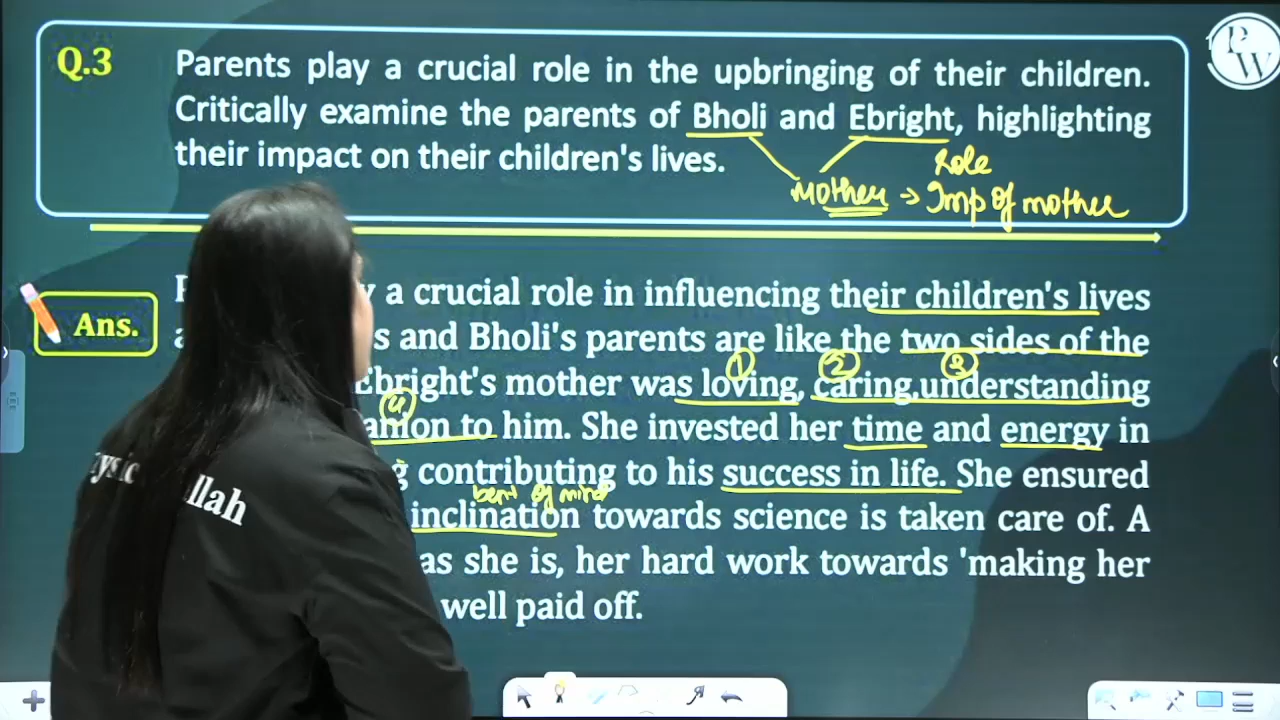 Q.3 Parents play a crucial role in the upbringing of their children.
Critically examine the parents of Bholi and Ebright, highlighting
their impact on their children's lives.
Role
Mother → Imp of mother
PW
a crucial role in influencing their children's lives
Ans.
and Bholi's parents are like the two sides of the
Ebright's mother was loving, caring,understanding
1 2 3
4
to him. She invested her time and energy in
contributing to his success in life. She ensured
bent of mind
inclination towards science is taken care of. A
as she is, her hard work towards 'making her
well paid off.